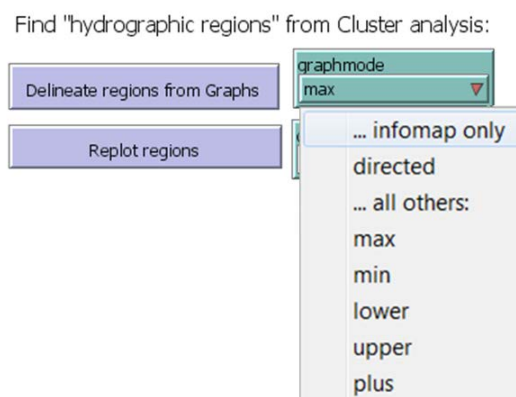 Find "hydrographic regions" from Cluster analysis:
Delineate regions from Graphs
graphmode
max
Replot regions
... infomap only
directed
... all others:
max
min
lower
upper
plus